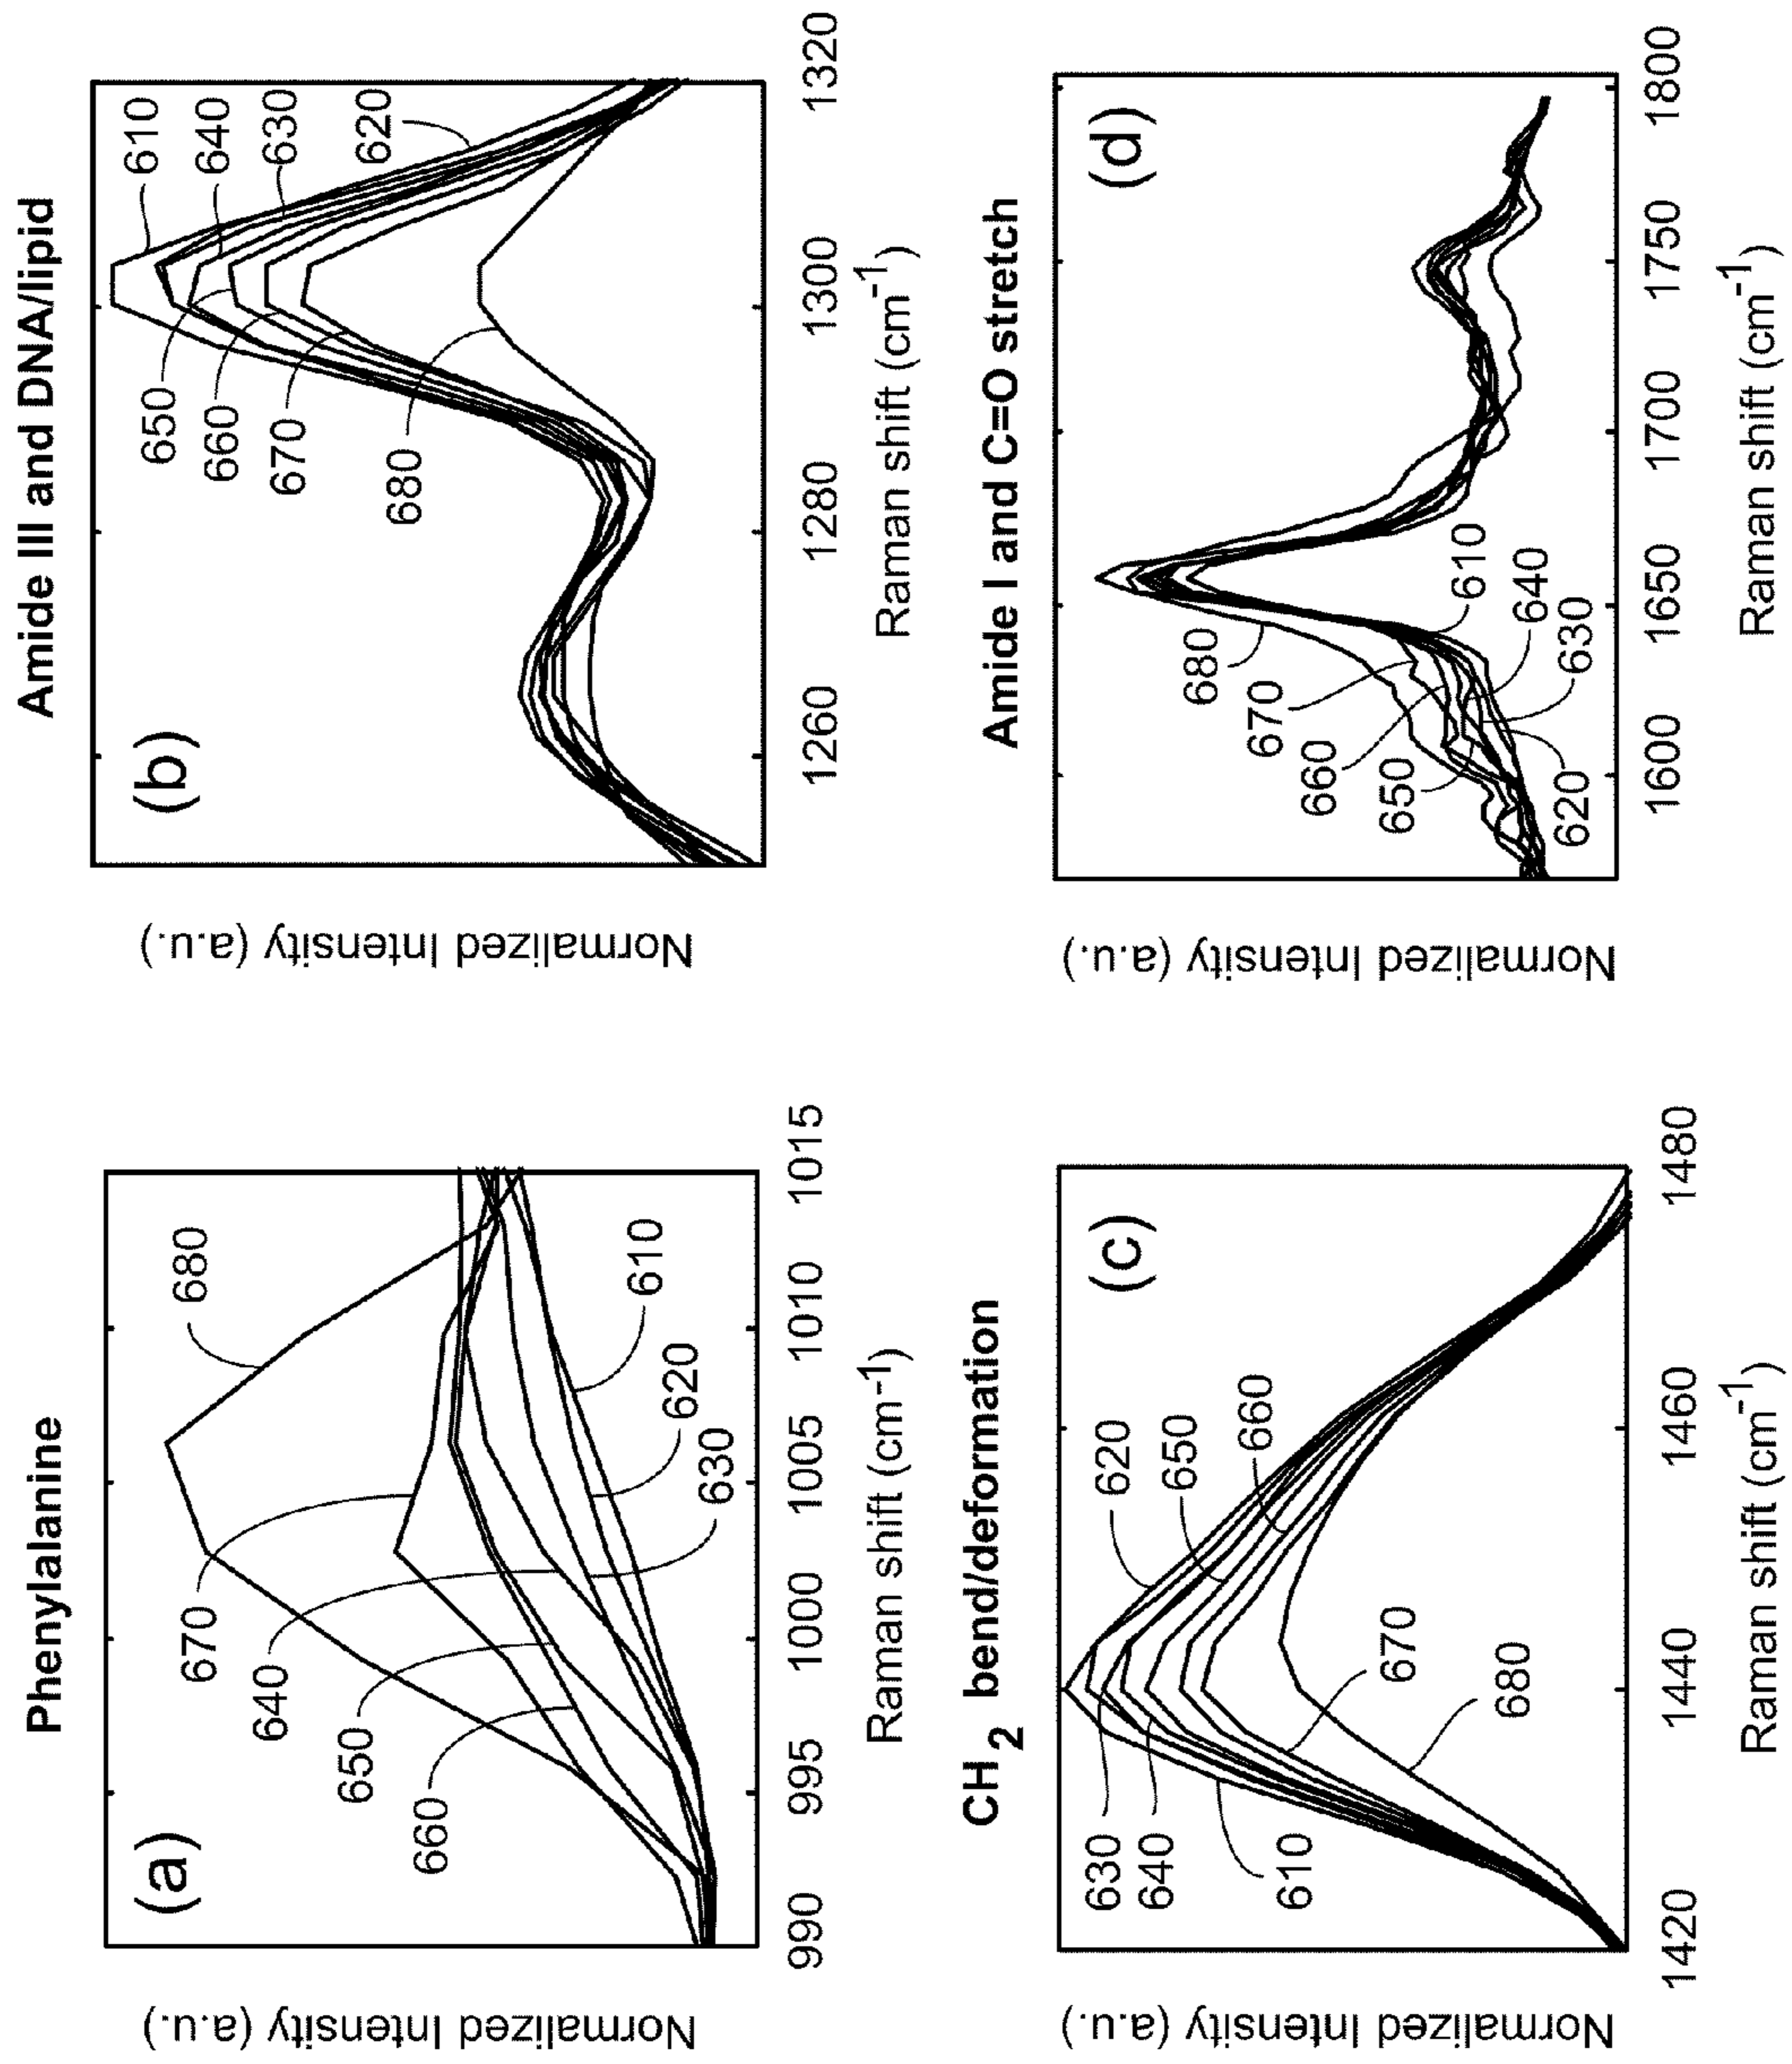 Phenylalanine
(a)
Normalized Intensity (a.u.)
680
670
640
650
660
610
620
630
990 995 1000 1005 1010 1015
Raman shift (cm-1)
Amide III and DNA/lipid
(b)
Normalized Intensity (a.u.)
610
640
630
620
650
660
670
680
1260 1280 1300 1320
Raman shift (cm-1)
CH2 bend/deformation
(c)
Normalized Intensity (a.u.)
620
650
660
630
640
610
670
680
1420 1440 1460 1480
Raman shift (cm-1)
Amide I and C=O stretch
(d)
Normalized Intensity (a.u.)
680
670
660
650
620
610
640
630
1600 1650 1700 1750 1800
Raman shift (cm-1)